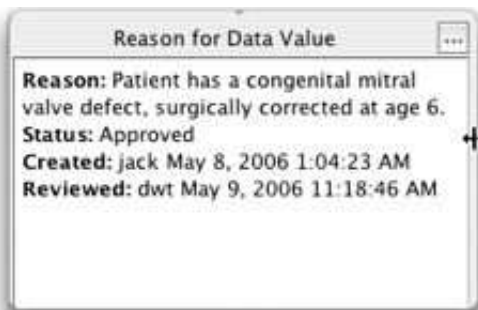 Reason for Data Value
...
Reason: Patient has a congenital mitral
valve defect, surgically corrected at age 6.
Status: Approved
Created: jack May 8, 2006 1:04:23 AM
Reviewed: dwt May 9, 2006 11:18:46 AM